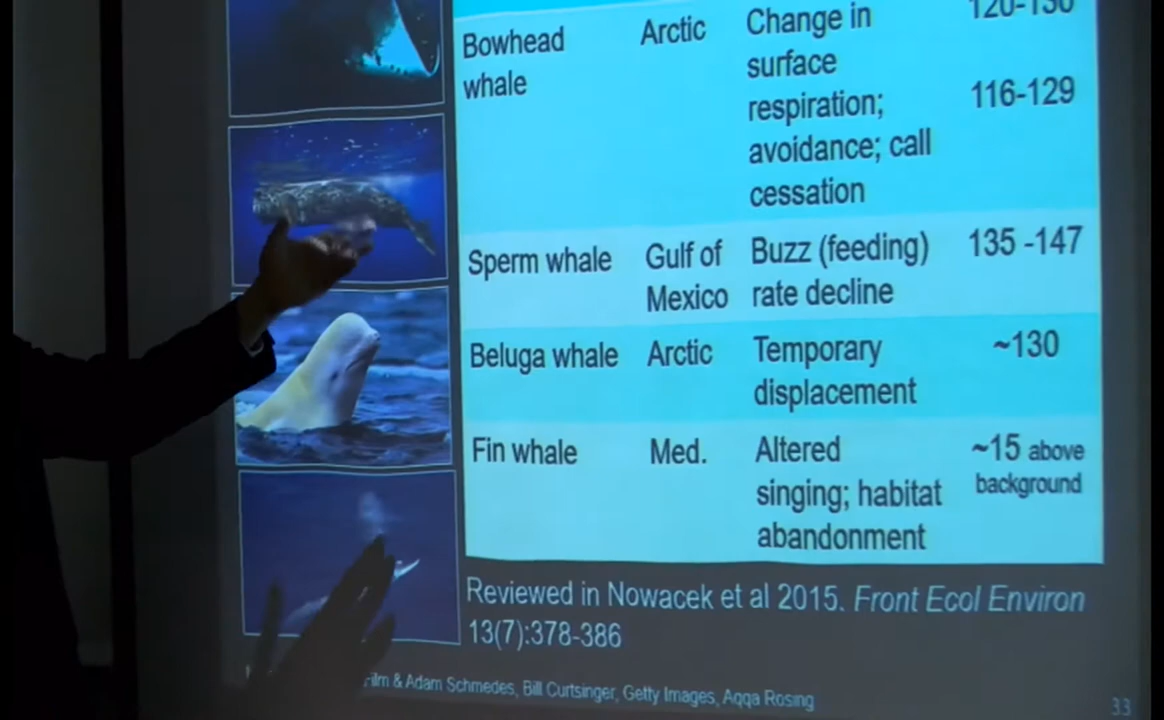 Bowhead whale Arctic Change in surface respiration; avoidance; call cessation 120-130 116-129
Sperm whale Gulf of Mexico Buzz (feeding) rate decline 135 -147
Beluga whale Arctic Temporary displacement ~130
Fin whale Med. Altered singing; habitat abandonment ~15 above background
Reviewed in Nowacek et al 2015. Front Ecol Environ
13(7):378-386
Film & Adam Schmedes, Bill Curtsinger, Getty Images, Aqqa Rosing
33